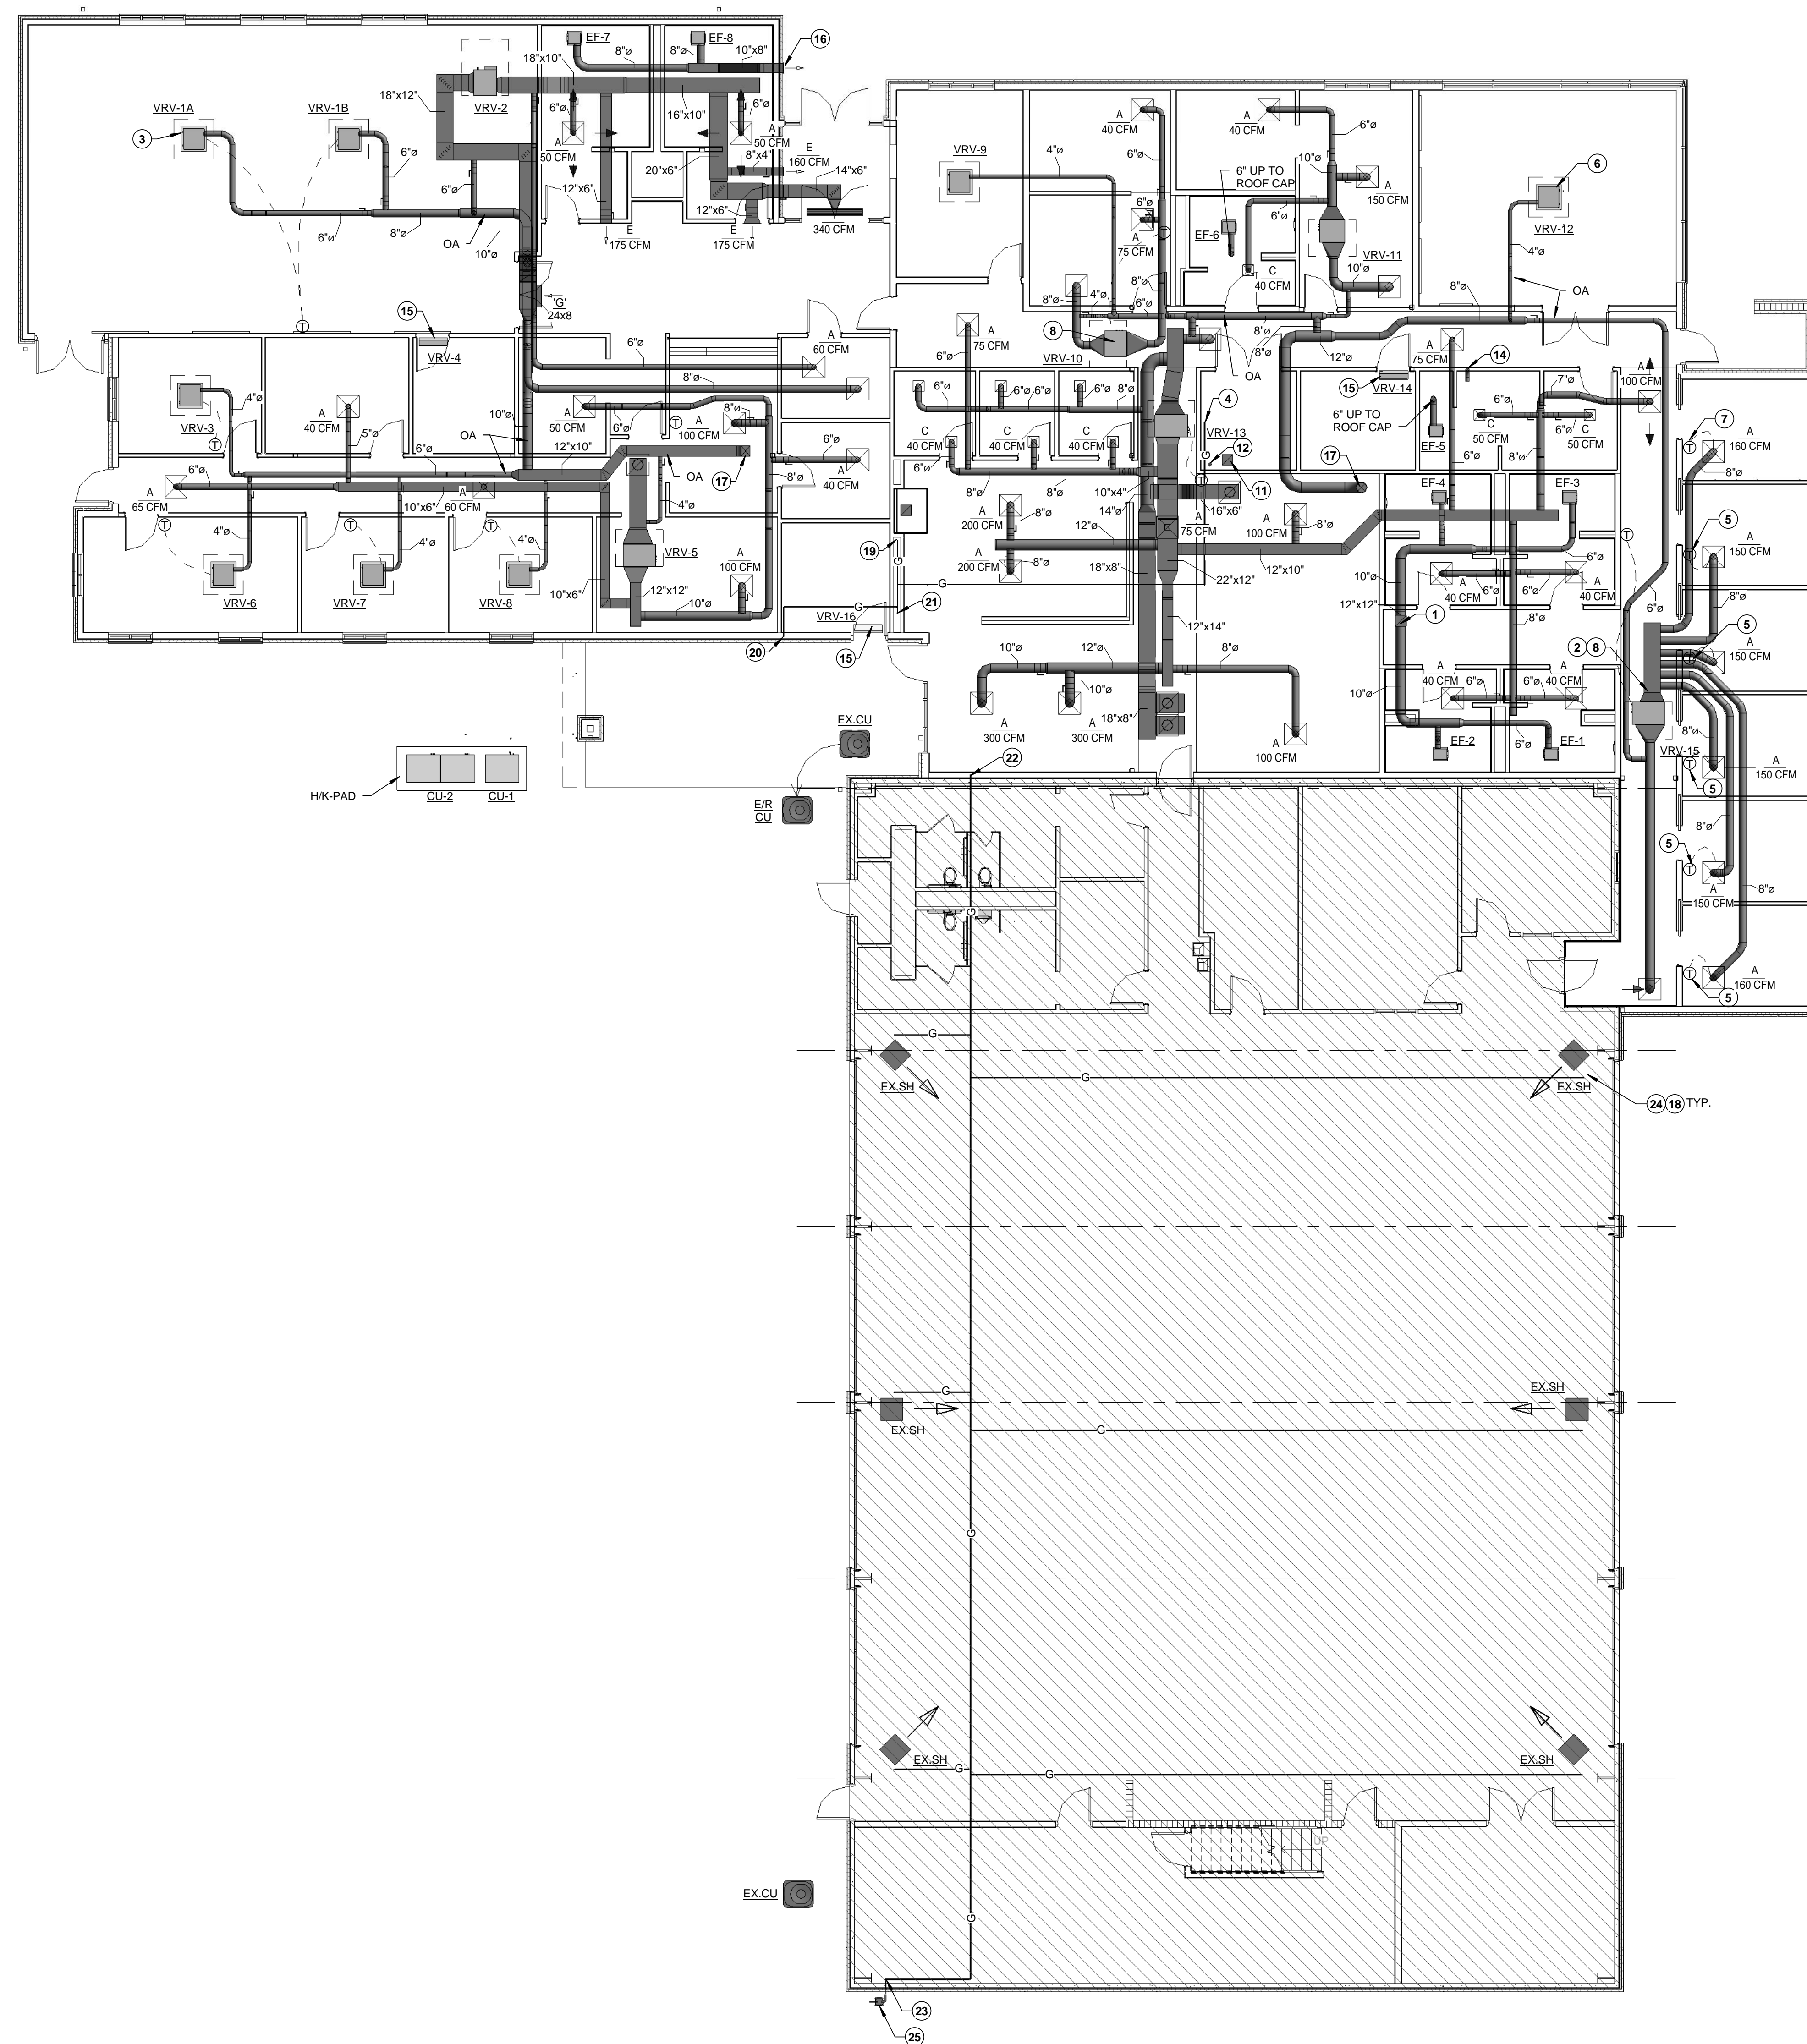 EF-7
EF-8
16
8"ø
8"ø
10"x8"
18"x10"
VRV-1A
VRV-1B
VRV-2
18"x12"
16"x10"
3
6"ø
6"ø
A
50 CFM
A
50 CFM
E
160 CFM
8"x4"
20"x6"
14"x6"
12"x6"
12"x6"
6"ø
6"ø
6"ø
6"ø
8"ø
OA
10"ø
E
175 CFM
E
175 CFM
340 CFM
'G'
24x8
VRV-9
4"ø
A
40 CFM
A
40 CFM
6"ø
6"ø
10"ø
A
150 CFM
6" UP TO
ROOF CAP
6"ø
EF-6
A
75 CFM
VRV-11
10"ø
C
40 CFM
6
VRV-12
4"ø
OA
8"ø
8"ø
4"ø
8"ø
8"ø
6"ø
8
VRV-10
OA
8"ø
8"ø
8"ø
12"ø
15
VRV-4
A
60 CFM
6"ø
8"ø
A
75 CFM
6"ø
A
75 CFM
14
15
VRV-14
6" UP TO
ROOF CAP
EF-5
7"ø
A
100 CFM
VRV-3
4"ø
A
40 CFM
5"ø
10"ø
A
50 CFM
6"ø
8"ø
A
100 CFM
6"ø
A
40 CFM
6"ø
6"ø
6"ø
6"ø
8"ø
4
C
40 CFM
C
40 CFM
C
40 CFM
VRV-13
12
11
6"ø
C
50 CFM
6"ø
C
50 CFM
6"ø
8"ø
7
A
160 CFM
8"ø
OA
6"ø
12"x10"
OA
17
8"ø
6"ø
8"ø
8"ø
17
EF-4
EF-3
6"ø
A
65 CFM
10"x6"
A
60 CFM
4"ø
10"x4"
14"ø
16"x6"
A
200 CFM
8"ø
A
75 CFM
A
100 CFM
8"ø
5
4"ø
4"ø
4"ø
VRV-5
19
12"ø
A
200 CFM
8"ø
18"x8"
22"x12"
12"x10"
6"ø
A
150 CFM
8"ø
VRV-6
VRV-7
VRV-8
10"x6"
12"x12"
A
100 CFM
10"ø
G
G
G
G
21
10"ø
A
40 CFM
6"ø
6"ø
A
40 CFM
12"x12"
1
8"ø
6"ø
5
A
150 CFM
VRV-16
20
15
12"x14"
10"ø
12"ø
8"ø
10"ø
10"ø
A
40 CFM
6"ø
6"ø
A
40 CFM
2
8
18"x8"
A
300 CFM
A
300 CFM
A
100 CFM
EF-2
6"ø
EF-1
VRV-15
8"ø
5
A
150 CFM
EX.CU
22
H/K-PAD
CU-2
CU-1
E/R
CU
8"ø
5
A
150 CFM
8"ø
G
A
160 CFM
5
G
G
EX.SH
EX.SH
24
18
TYP.
G
EX.SH
EX.SH
G
G
EX.SH
EX.SH
G
G
UP
EX.CU
G
23
25